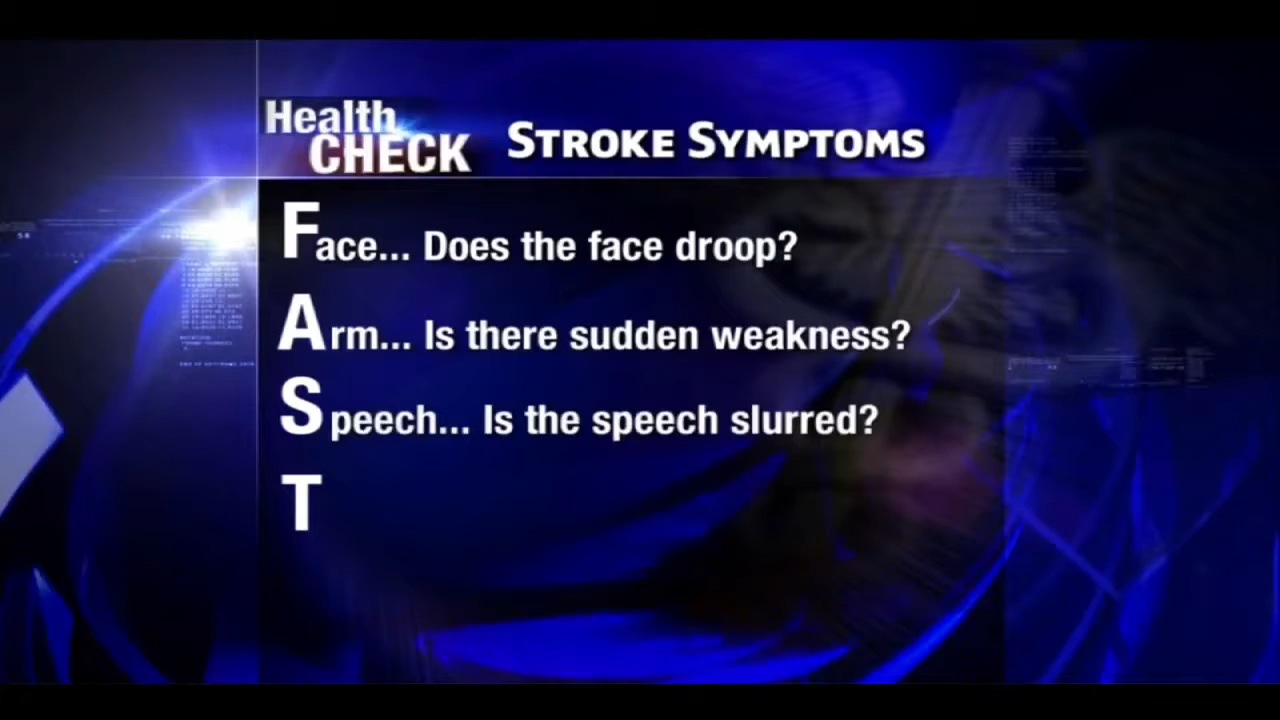 Health
CHECK
STROKE SYMPTOMS
Face... Does the face droop?
Arm... Is there sudden weakness?
Speech... Is the speech slurred?
T